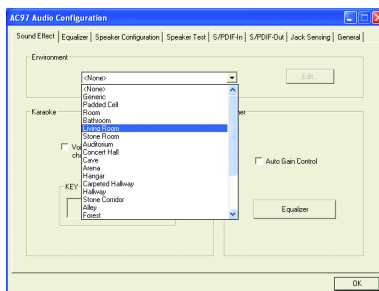 AC97 Audio Configuration
Sound Effect Equalizer Speaker Configuration Speaker Test S/PDIF-In S/PDIF-Out Jack Sensing General
Environment
<None>
Edit...
<None>
Generic
Padded Cell
Room
Bathroom
Living Room
Stone Room
Auditorium
Concert Hall
Cave
Arena
Hangar
Carpeted Hallway
Hallway
Stone Corridor
Alley
Forest
Karaoke
KEY
Auto Gain Control
Equalizer
OK